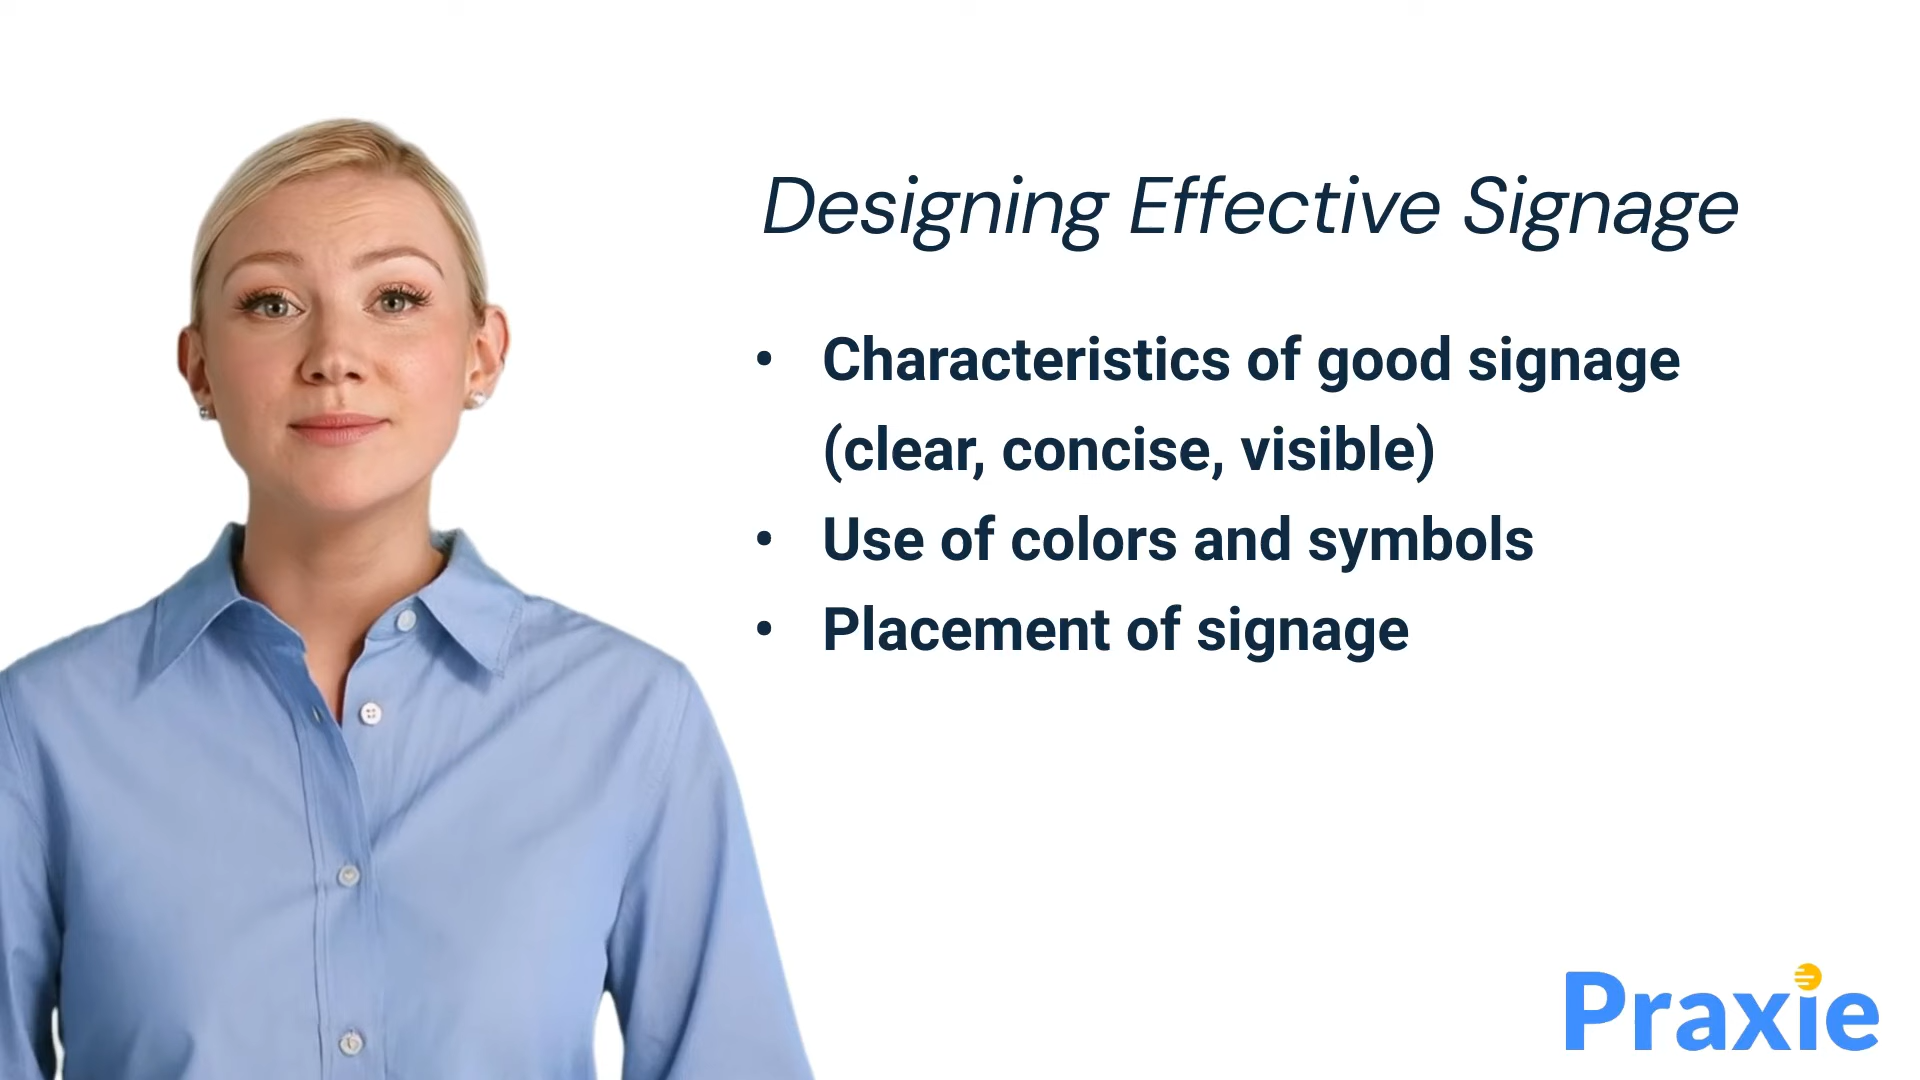 Designing Effective Signage
• Characteristics of good signage
(clear, concise, visible)
• Use of colors and symbols
• Placement of signage
Praxie